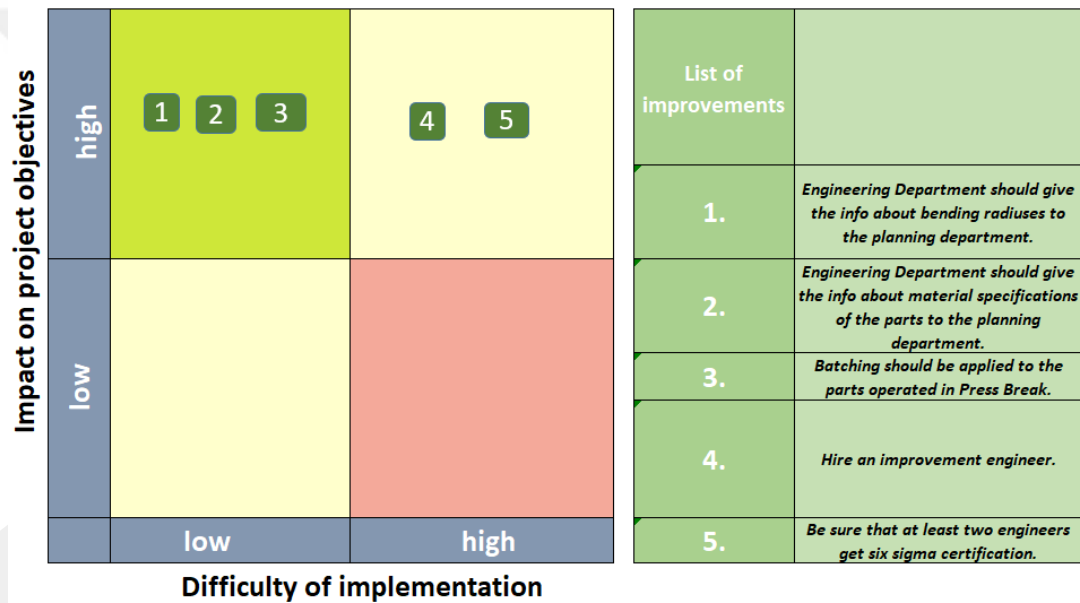 Impact on project objectives
high
low
1
2
3
4
5
low
high
Difficulty of implementation
List of
improvements
1.
Engineering Department should give
the info about bending radiuses to
the planning department.
2.
Engineering Department should give
the info about material specifications
of the parts to the planning
department.
3.
Batching should be applied to the
parts operated in Press Break.
4.
Hire an improvement engineer.
5.
Be sure that at least two engineers
get six sigma certification.